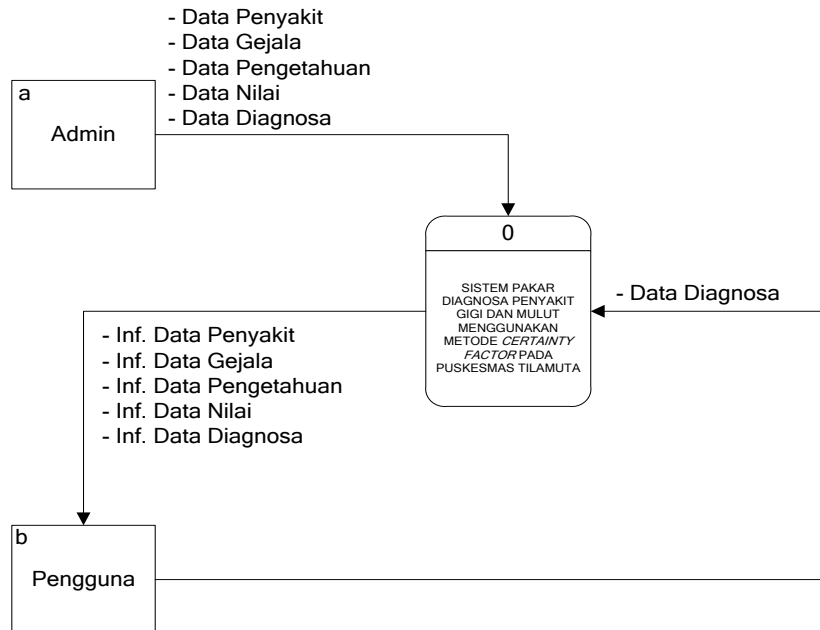 - Data Penyakit
- Data Gejala
- Data Pengetahuan
- Data Nilai
- Data Diagnosa
a
Admin
0
SISTEM PAKAR
DIAGNOSA PENYAKIT
GIGI DAN MULUT
MENGGUNAKAN
METODE CERTAINTY
FACTOR PADA
PUSKESMAS TILAMUTA
- Data Diagnosa
- Inf. Data Penyakit
- Inf. Data Gejala
- Inf. Data Pengetahuan
- Inf. Data Nilai
- Inf. Data Diagnosa
b
Pengguna